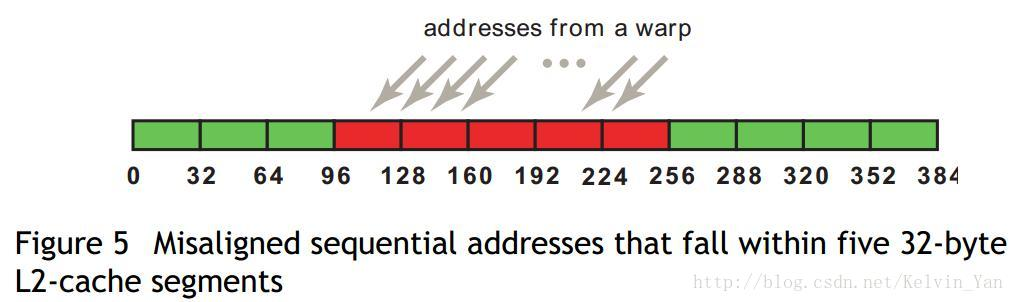 addresses from a warp
0 32 64 96 128 160 192 224 256 288 320 352 384
Figure 5 Misaligned sequential addresses that fall within five 32-byte
L2-cache segments
http://blog.csdn.net/Kelvin_Yan